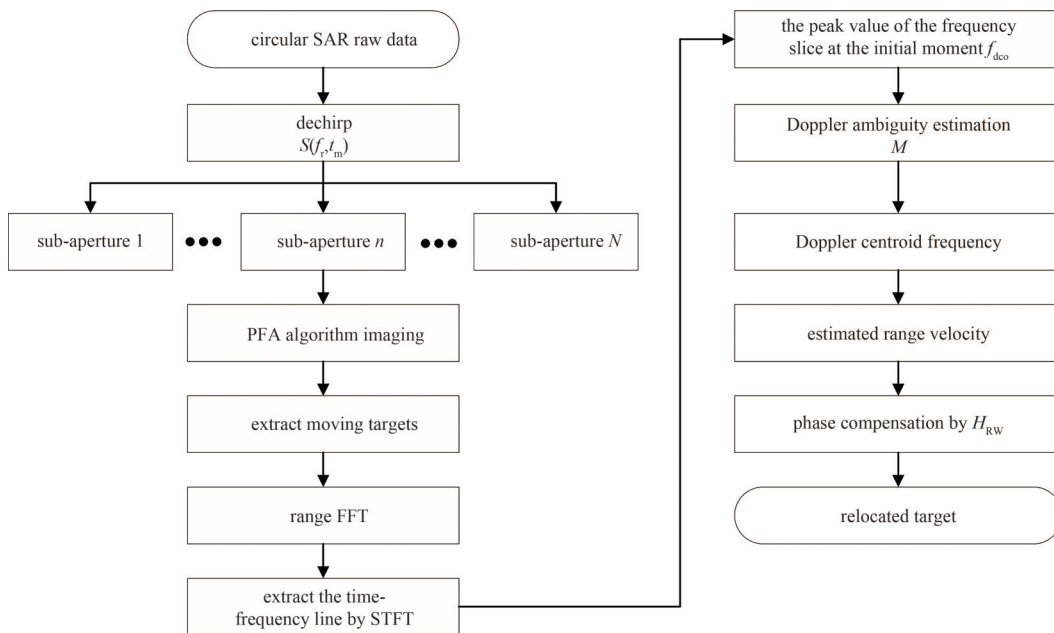 circular SAR raw data
dechirp
S(fr,tm)
sub-aperture 1
•••
sub-aperture n
•••
sub-aperture N
PFA algorithm imaging
extract moving targets
range FFT
extract the time-
frequency line by STFT
the peak value of the frequency
slice at the initial moment fdco
Doppler ambiguity estimation
M
Doppler centroid frequency
estimated range velocity
phase compensation by HRW
relocated target